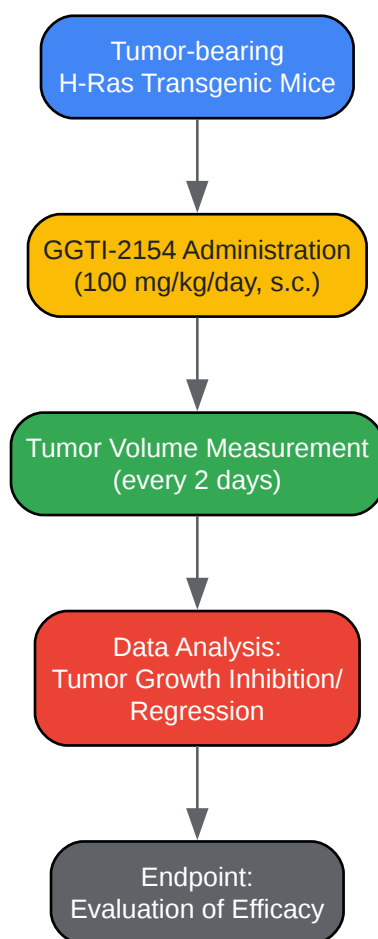 Tumor-bearing
H-Ras Transgenic Mice
GGTI-2154 Administration
(100 mg/kg/day, s.c.)
Tumor Volume Measurement
(every 2 days)
Data Analysis:
Tumor Growth Inhibition/
Regression
Endpoint:
Evaluation of Efficacy